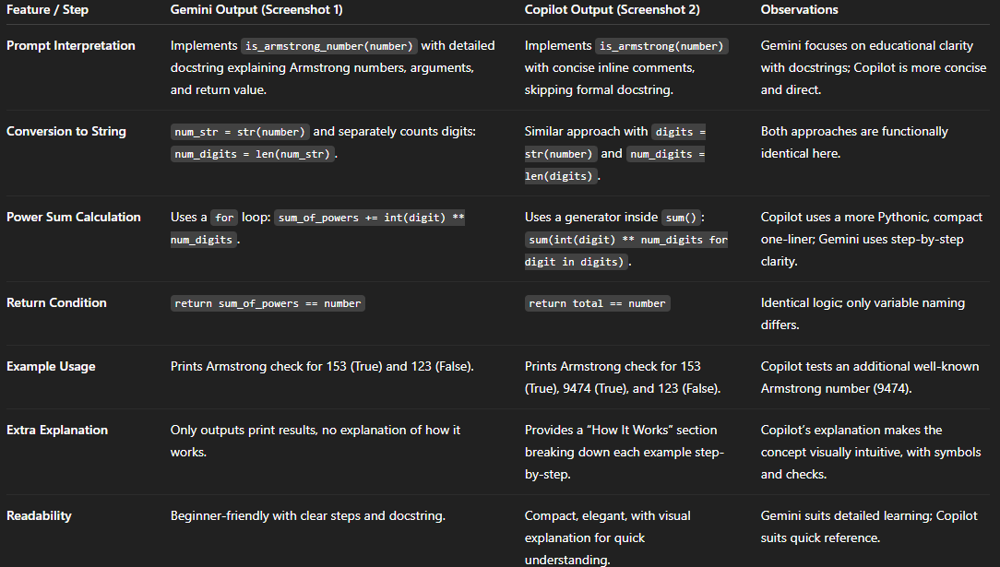 Feature / Step Gemini Output (Screenshot 1) Copilot Output (Screenshot 2) Observations
Prompt Interpretation
Implements is_armstrong_number(number) with detailed
docstring explaining Armstrong numbers, arguments,
and return value.
Implements is_armstrong(number)
with concise inline comments,
skipping formal docstring.
Gemini focuses on educational clarity
with docstrings; Copilot is more concise
and direct.
Conversion to String
num_str = str(number) and separately counts digits:
num_digits = len(num_str).
Similar approach with digits =
str(number) and num_digits =
len(digits).
Both approaches are functionally
identical here.
Power Sum Calculation
Uses a for loop: sum_of_powers += int(digit) **
num_digits.
Uses a generator inside sum():
sum(int(digit) ** num_digits for
digit in digits).
Copilot uses a more Pythonic, compact
one-liner; Gemini uses step-by-step
clarity.
Return Condition
return sum_of_powers == number
return total == number
Identical logic; only variable naming
differs.
Example Usage
Prints Armstrong check for 153 (True) and 123 (False).
Prints Armstrong check for 153
(True), 9474 (True), and 123 (False).
Copilot tests an additional well-known
Armstrong number (9474).
Extra Explanation
Only outputs print results, no explanation of how it
works.
Provides a “How It Works” section
breaking down each example step-
by-step.
Copilot’s explanation makes the
concept visually intuitive, with symbols
and checks.
Readability
Beginner-friendly with clear steps and docstring.
Compact, elegant, with visual
explanation for quick
understanding.
Gemini suits detailed learning; Copilot
suits quick reference.